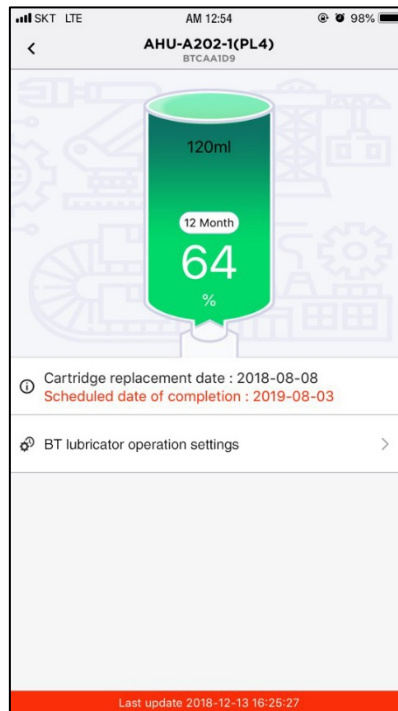 SKT LTE AM 12:54 98%
AHU-A202-1(PL4)
BTCAA1D9
120ml
12 Month
64
%
Cartridge replacement date : 2018-08-08
Scheduled date of completion : 2019-08-03
BT lubricator operation settings
Last update 2018-12-13 16:25:27